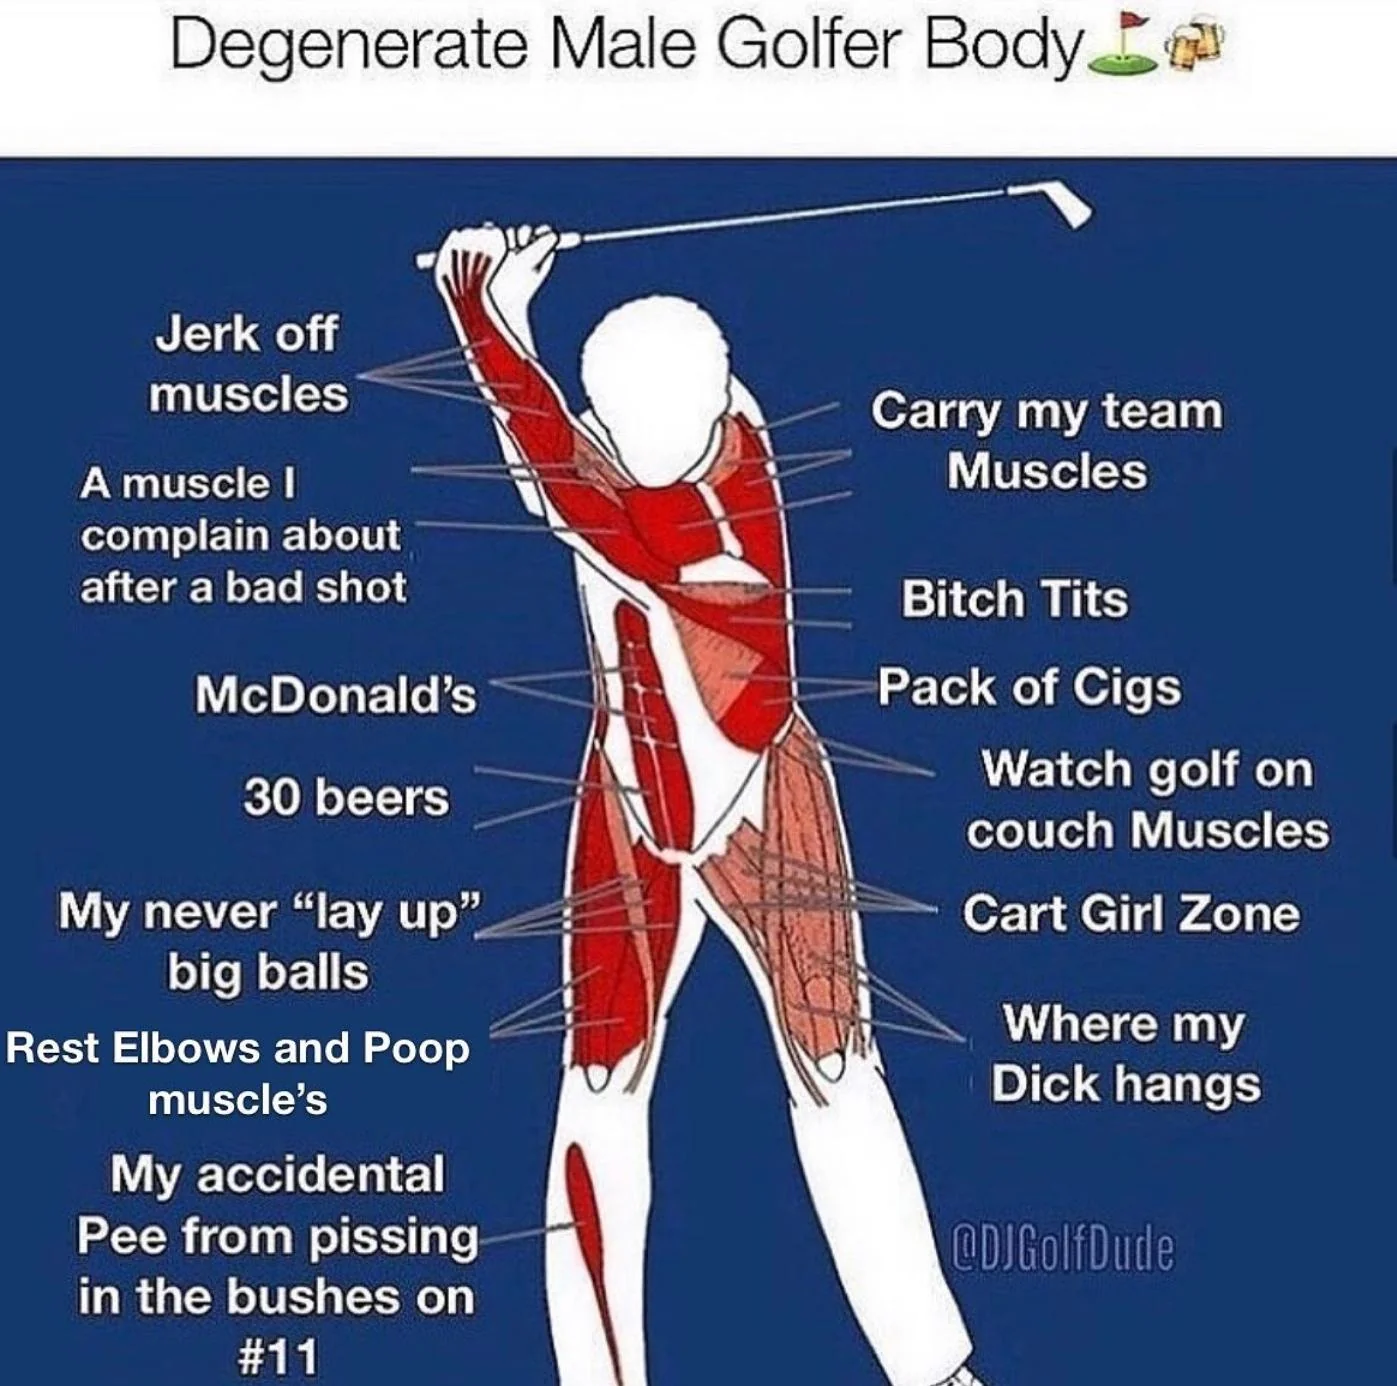 Degenerate Male Golfer Body⛳🍻
Jerk off
muscles
A muscle I
complain about
after a bad shot
McDonald’s
30 beers
My never “lay up”
big balls
Rest Elbows and Poop
muscle’s
My accidental
Pee from pissing
in the bushes on
#11
Carry my team
Muscles
Bitch Tits
Pack of Cigs
Watch golf on
couch Muscles
Cart Girl Zone
Where my
Dick hangs
@DJGolfDude